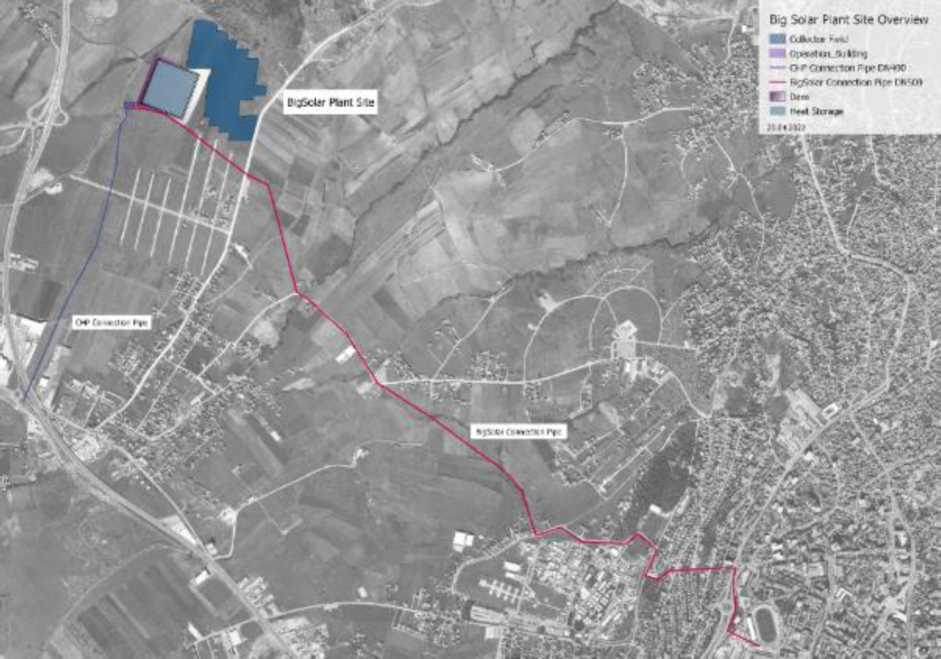 Big Solar Plant Site Overview
Collector Field
Operation_Building
CHP Connection Pipe DN400
BigSolar Connection Pipe DN500
Dam
Heat Storage
BigSolar Plant Site
CHP Connection Pipe
BigSolar Connection Pipe